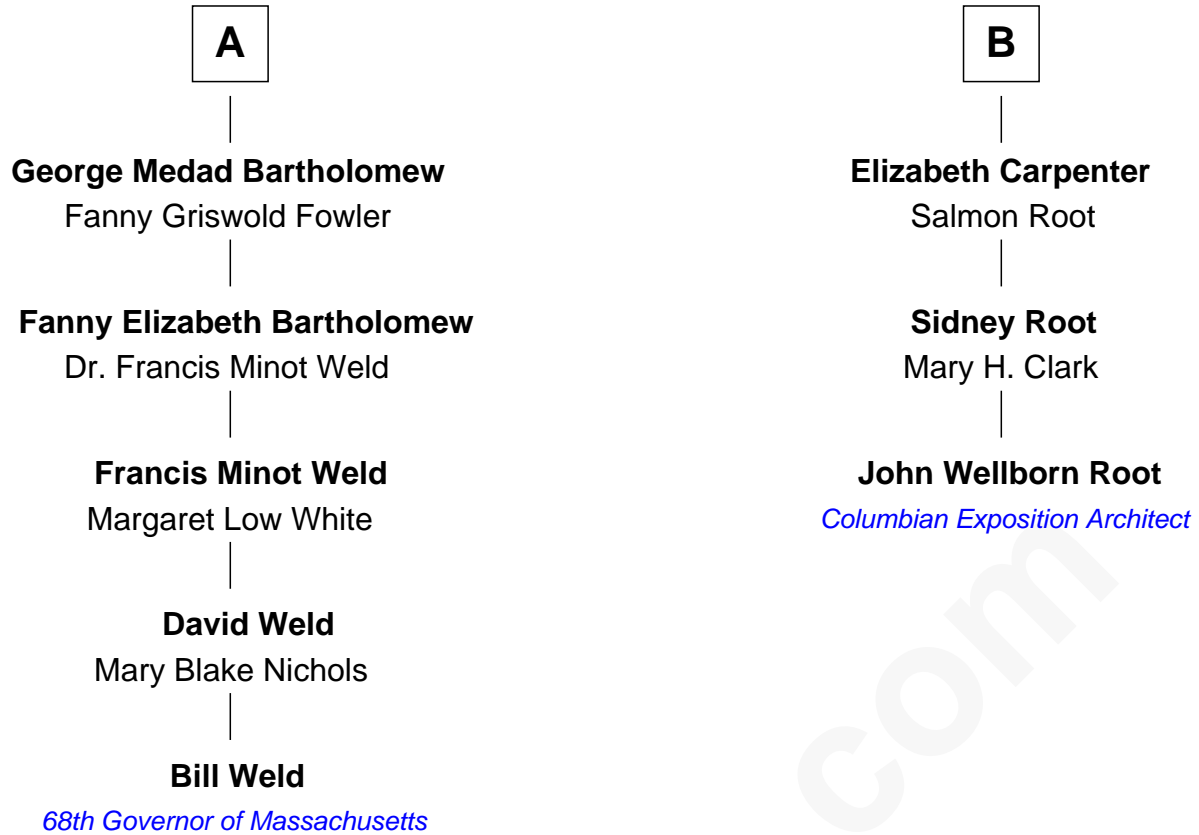 A
George Medad Bartholomew
Fanny Griswold Fowler
Fanny Elizabeth Bartholomew
Dr. Francis Minot Weld
Francis Minot Weld
Margaret Low White
David Weld
Mary Blake Nichols
Bill Weld
68th Governor of Massachusetts
B
Elizabeth Carpenter
Salmon Root
Sidney Root
Mary H. Clark
John Wellborn Root
Columbian Exposition Architect
com